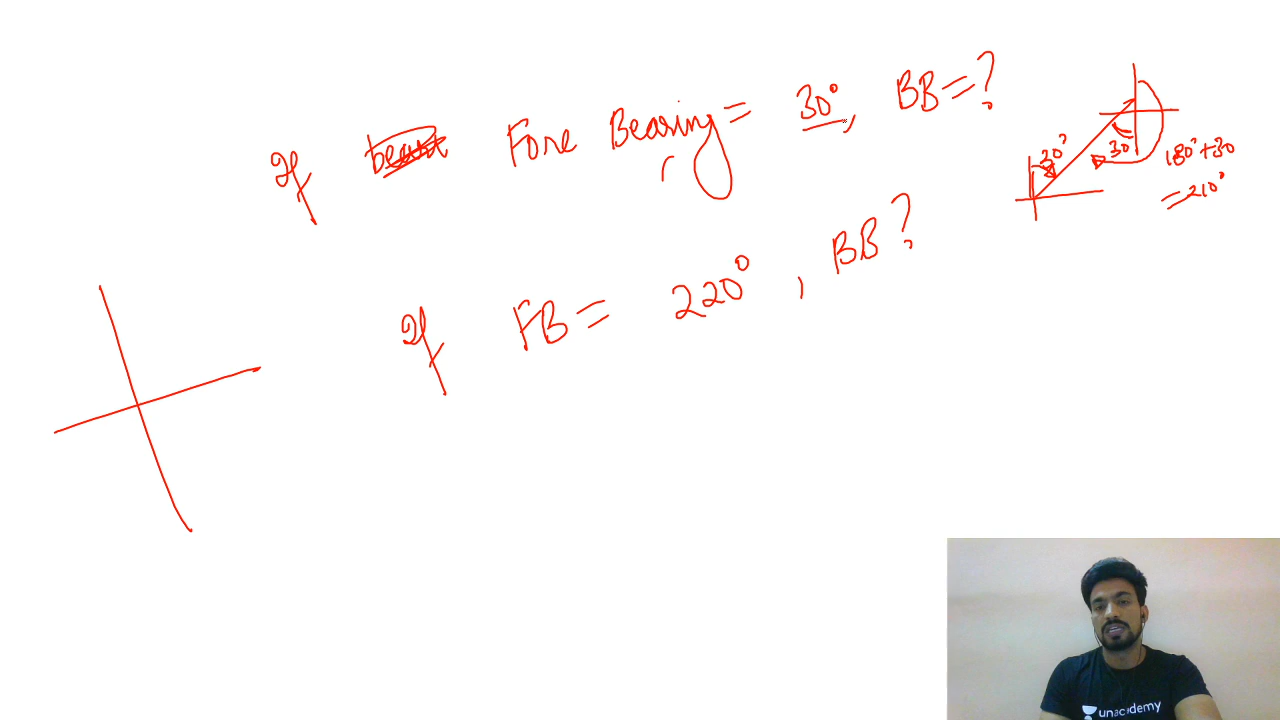 If Fore Bearing = 30°, BB = ?
30°
30
180°+30
=210°
If FB = 220°, BB ?
unacademy